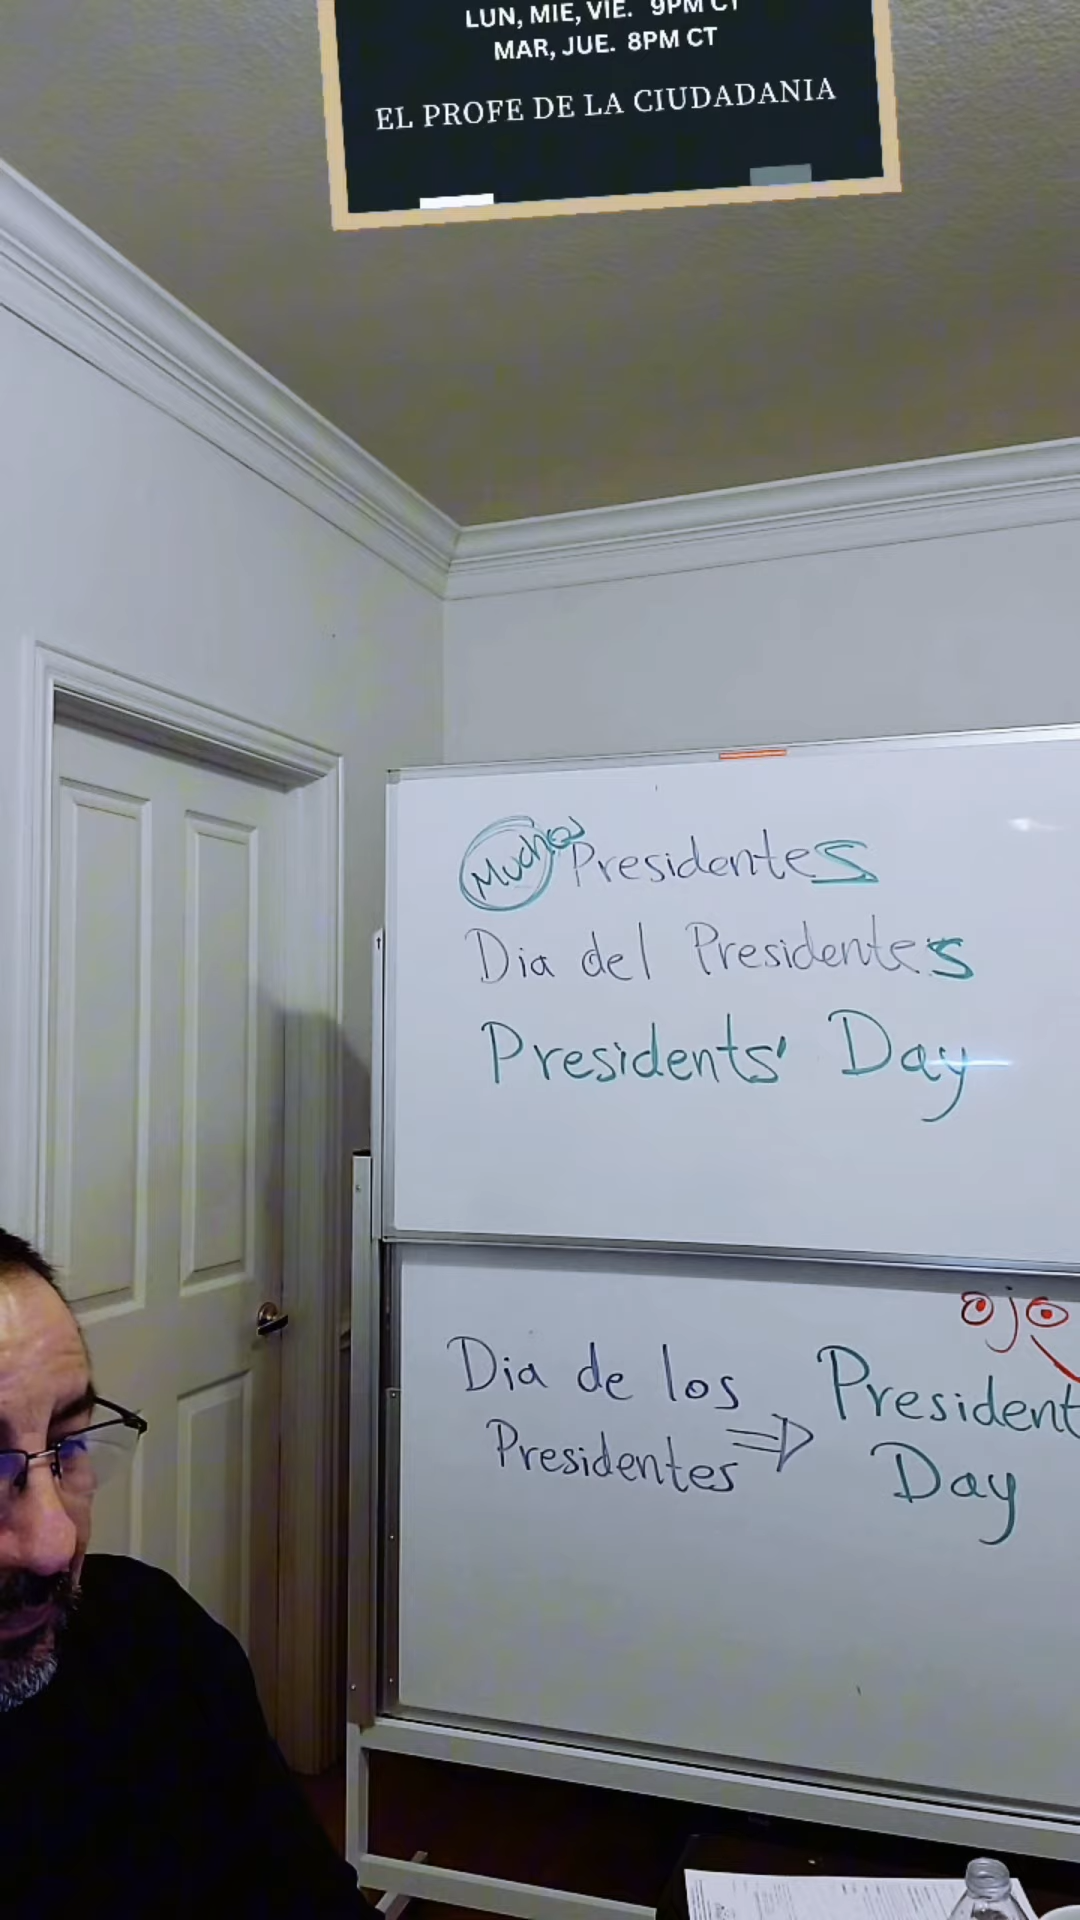 LUN, MIE, VIE. 9PM CT
MAR, JUE. 8PM CT
EL PROFE DE LA CIUDADANIA
Muchos Presidentes
Dia del Presidentes
Presidents' Day
ojo
Dia de los
Presidentes ⇒
President
Day